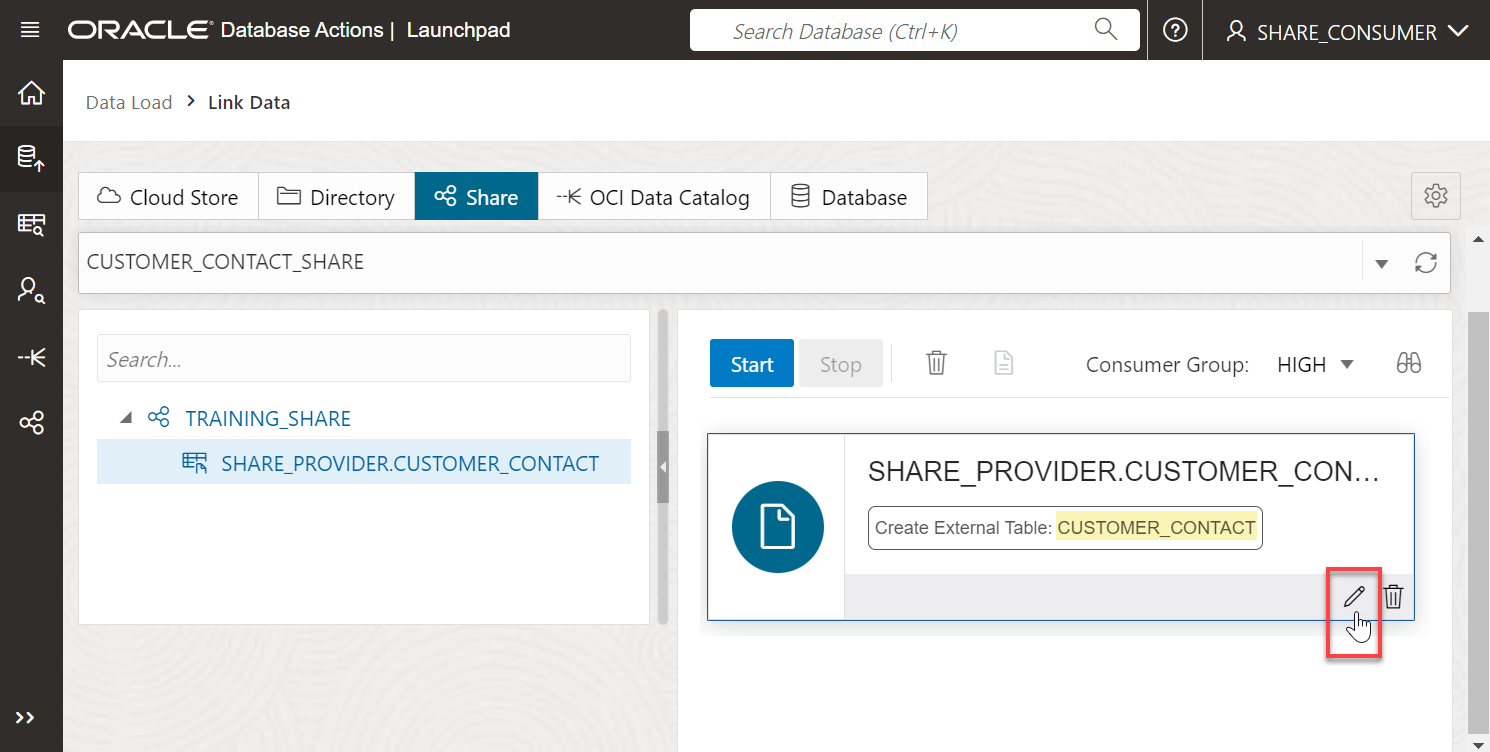 ORACLE Database Actions | Launchpad
Search Database (Ctrl+K)
SHARE_CONSUMER
Data Load > Link Data
Cloud Store
Directory
Share
OCI Data Catalog
Database
CUSTOMER_CONTACT_SHARE
Search...
TRAINING_SHARE
SHARE_PROVIDER.CUSTOMER_CONTACT
Start
Stop
Consumer Group: HIGH
SHARE_PROVIDER.CUSTOMER_CON...
Create External Table: CUSTOMER_CONTACT